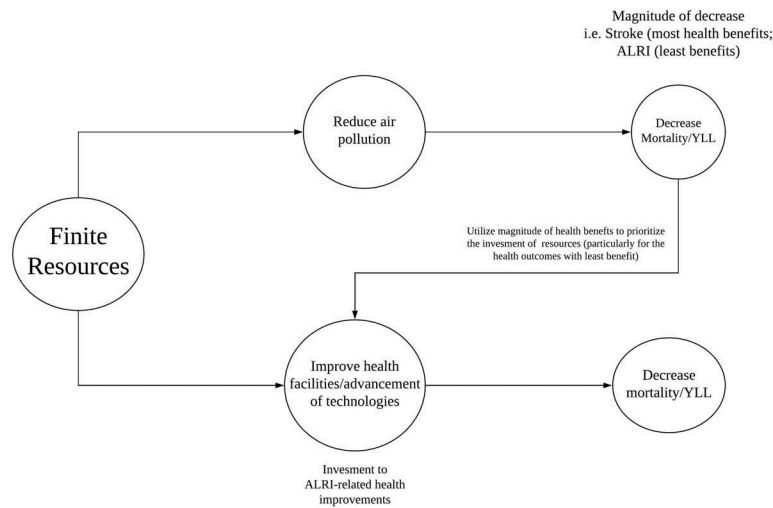 Magnitude of decrease
i.e. Stroke (most health benefits;
ALRI (least benefits)
Reduce air
pollution
Decrease
Mortality/YLL
Finite
Resources
Utilize magnitude of health benefts to prioritize
the invesment of resources (particularly for the
health outcomes with least benefit)
Improve health
facilities/advancement
of technologies
Decrease
mortality/YLL
Invesment to
ALRI-related health
improvements